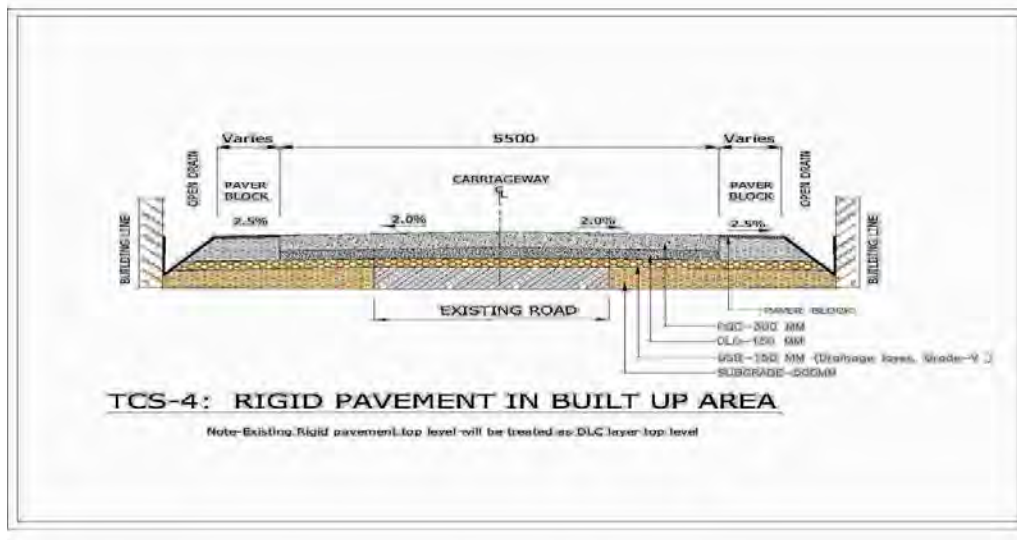 Varies
5500
Varies
OPEN DRAIN
PAVER
BLOCK
CARRIAGEWAY
PAVER
BLOCK
OPEN DRAIN
2.5%
2.0%
2.0%
2.5%
BUILDING LINE
BUILDING LINE
EXISTING ROAD
PAVER BLOCK
PQC-300 MM
DLC-150 MM
GSB-150 MM (Drainage layer, Grade-V )
SUBGRADE-500MM
TCS-4: RIGID PAVEMENT IN BUILT UP AREA
Note-Existing Rigid pavement top level will be treated as DLC layer top level